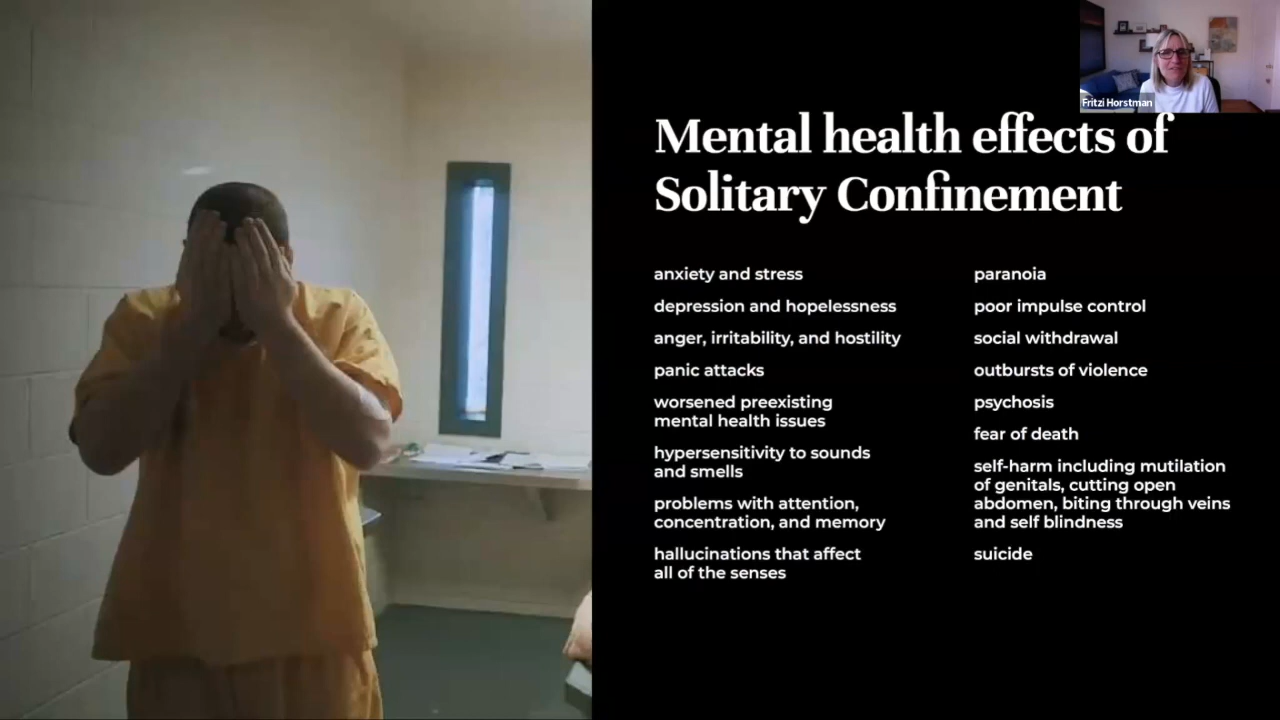 Fritzi Horstman
Mental health effects of
Solitary Confinement
anxiety and stress
depression and hopelessness
anger, irritability, and hostility
panic attacks
worsened preexisting
mental health issues
hypersensitivity to sounds
and smells
problems with attention,
concentration, and memory
hallucinations that affect
all of the senses
paranoia
poor impulse control
social withdrawal
outbursts of violence
psychosis
fear of death
self-harm including mutilation
of genitals, cutting open
abdomen, biting through veins
and self blindness
suicide